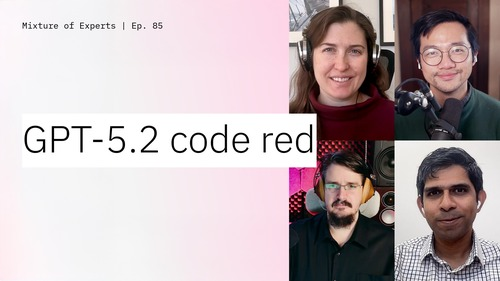 Mixture of Experts | Ep. 85
GPT-5.2 code red